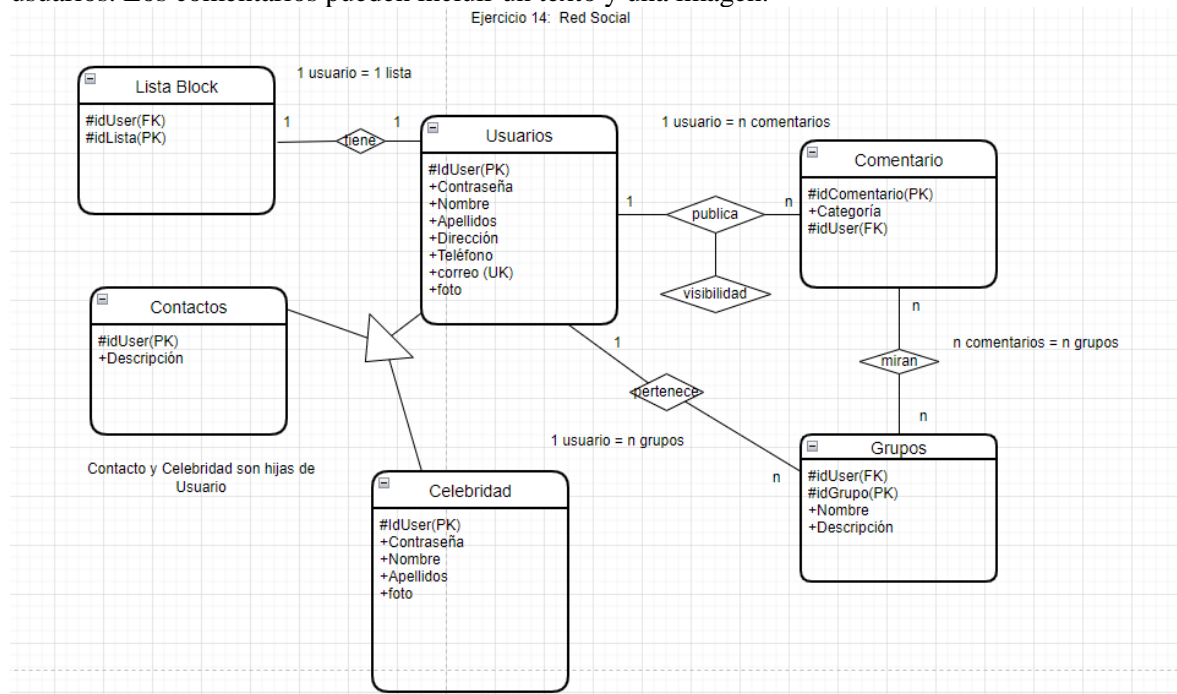 usuarios. Los comentarios pueden incluir un texto y una imagen.
Ejercicio 14: Red Social
1 usuario = 1 lista
Lista Block
#idUser(FK)
#idLista(PK)
1
tiene
1
Usuarios
#IdUser(PK)
+Contraseña
+Nombre
+Apellidos
+Dirección
+Teléfono
+correo (UK)
+foto
1 usuario = n comentarios
1
publica
n
visibilidad
Comentario
#idComentario(PK)
+Categoría
#idUser(FK)
Contactos
#idUser(PK)
+Descripción
n
miran
n comentarios = n grupos
n
1
pertenece
1 usuario = n grupos
n
Grupos
#idUser(FK)
#idGrupo(PK)
+Nombre
+Descripción
Contacto y Celebridad son hijas de
Usuario
Celebridad
#IdUser(PK)
+Contraseña
+Nombre
+Apellidos
+foto